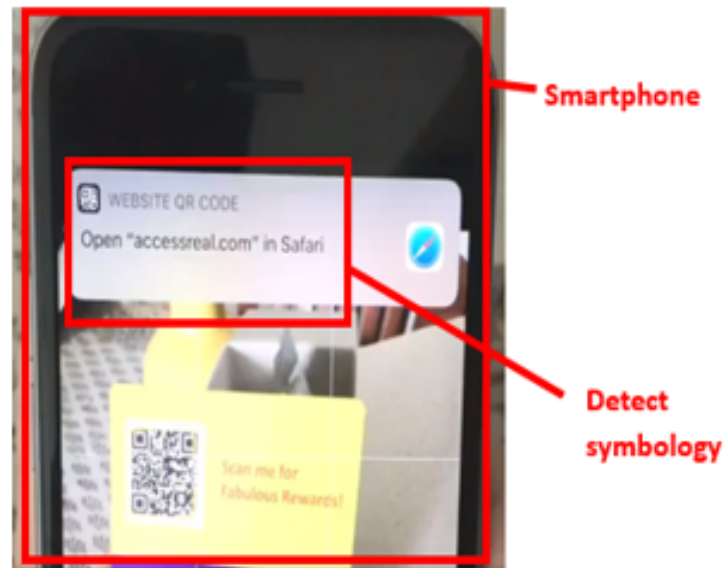 Smartphone
WEBSITE QR CODE
Open "accessreal.com" in Safari
Detect
symbology
Scan me for
Fabulous Rewards!